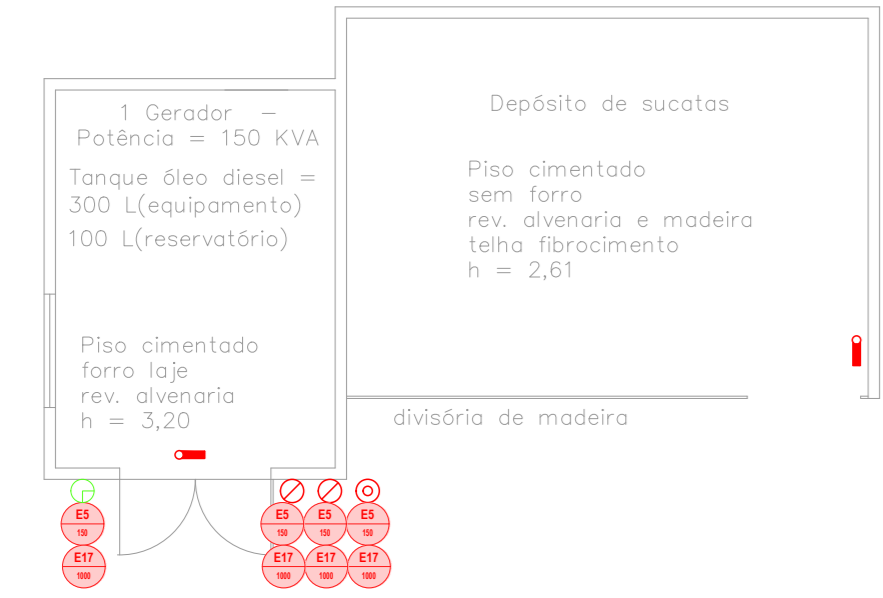 1 Gerador –
Potência = 150 KVA
Tanque óleo diesel =
300 L(equipamento)
100 L(reservatório)
Piso cimentado
forro laje
rev. alvenaria
h = 3,20
Depósito de sucatas
Piso cimentado
sem forro
rev. alvenaria e madeira
telha fibrocimento
h = 2,61
divisória de madeira
E5 E5 E5 E5
150 150 150 150
E17 E17 E17 E17
1000 1000 1000 1000